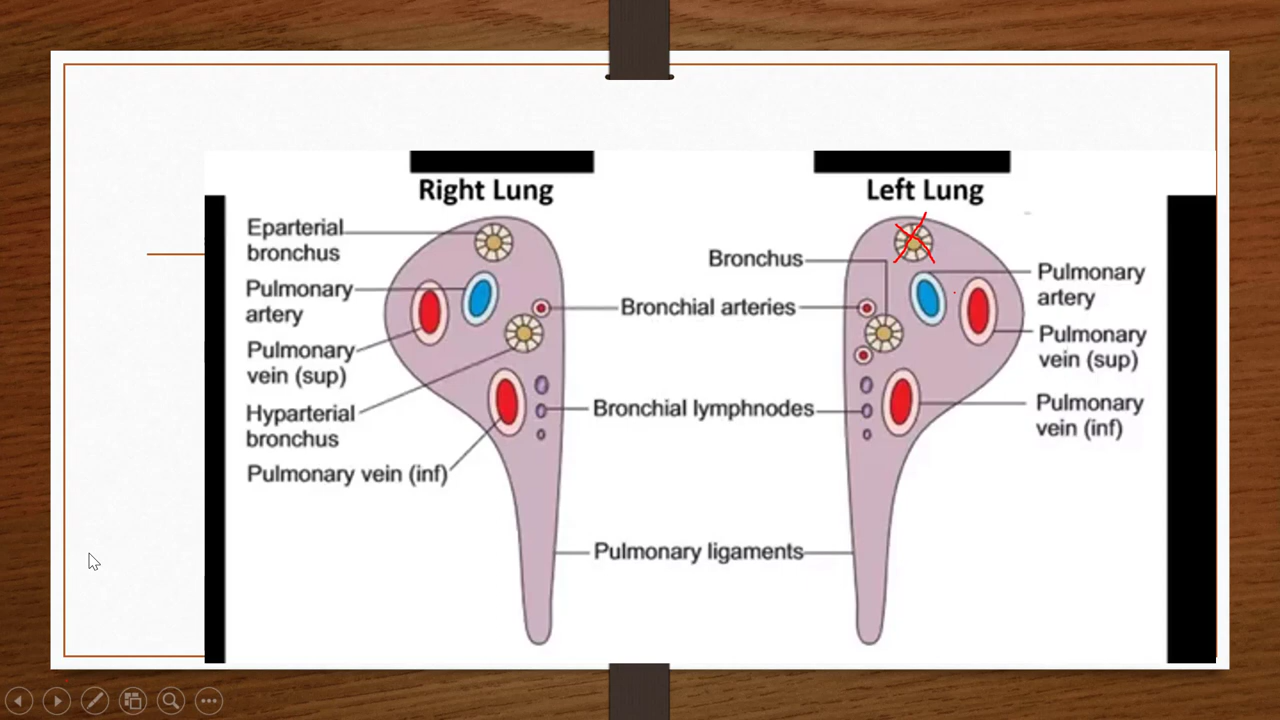 Right Lung
Left Lung
Eparterial
bronchus
Pulmonary
artery
Pulmonary
vein (sup)
Hyparterial
bronchus
Pulmonary vein (inf)
Bronchus
Bronchial arteries
Bronchial lymphnodes
Pulmonary ligaments
Pulmonary
artery
Pulmonary
vein (sup)
Pulmonary
vein (inf)